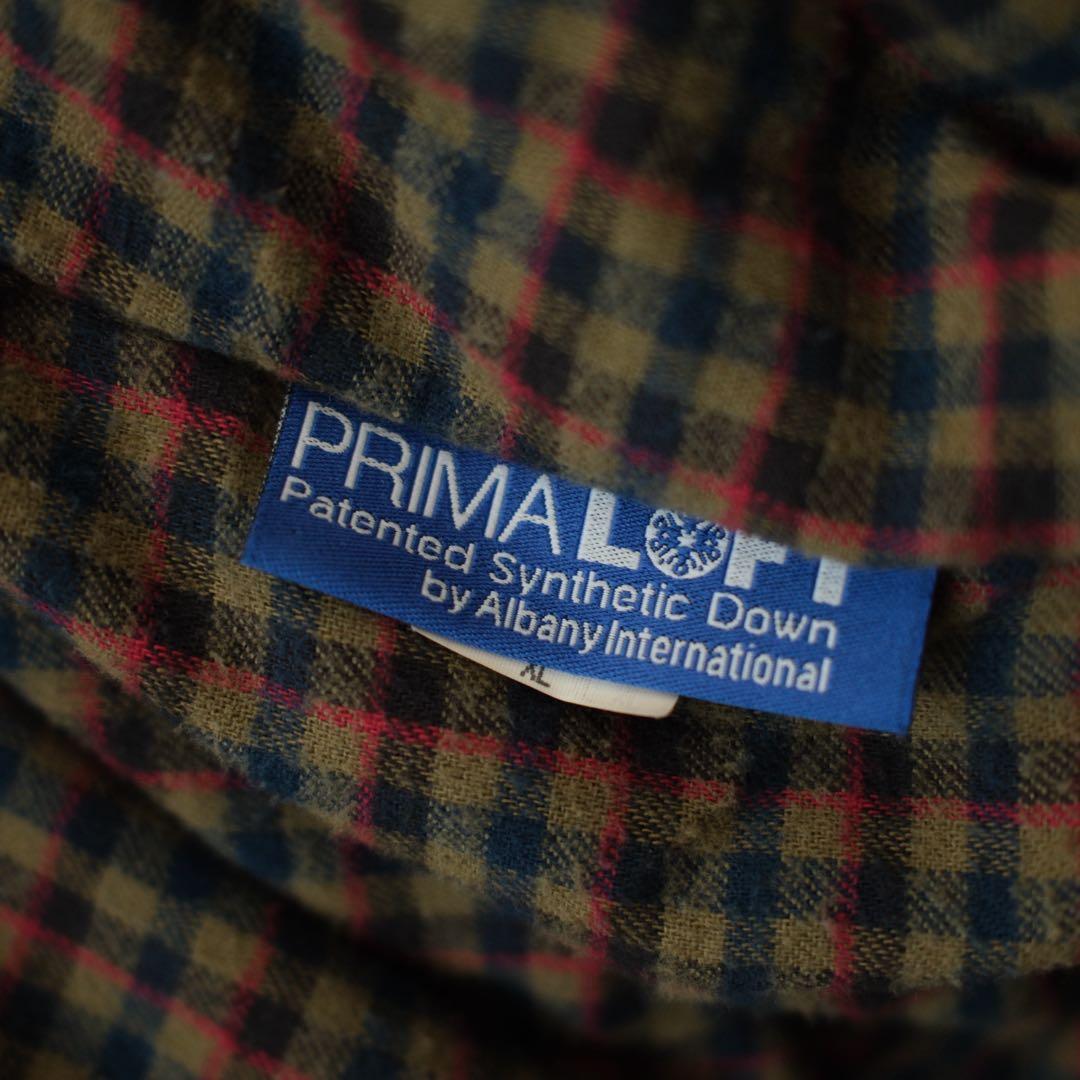 PRIMALOFT
Patented Synthetic Down
by Albany International
XL